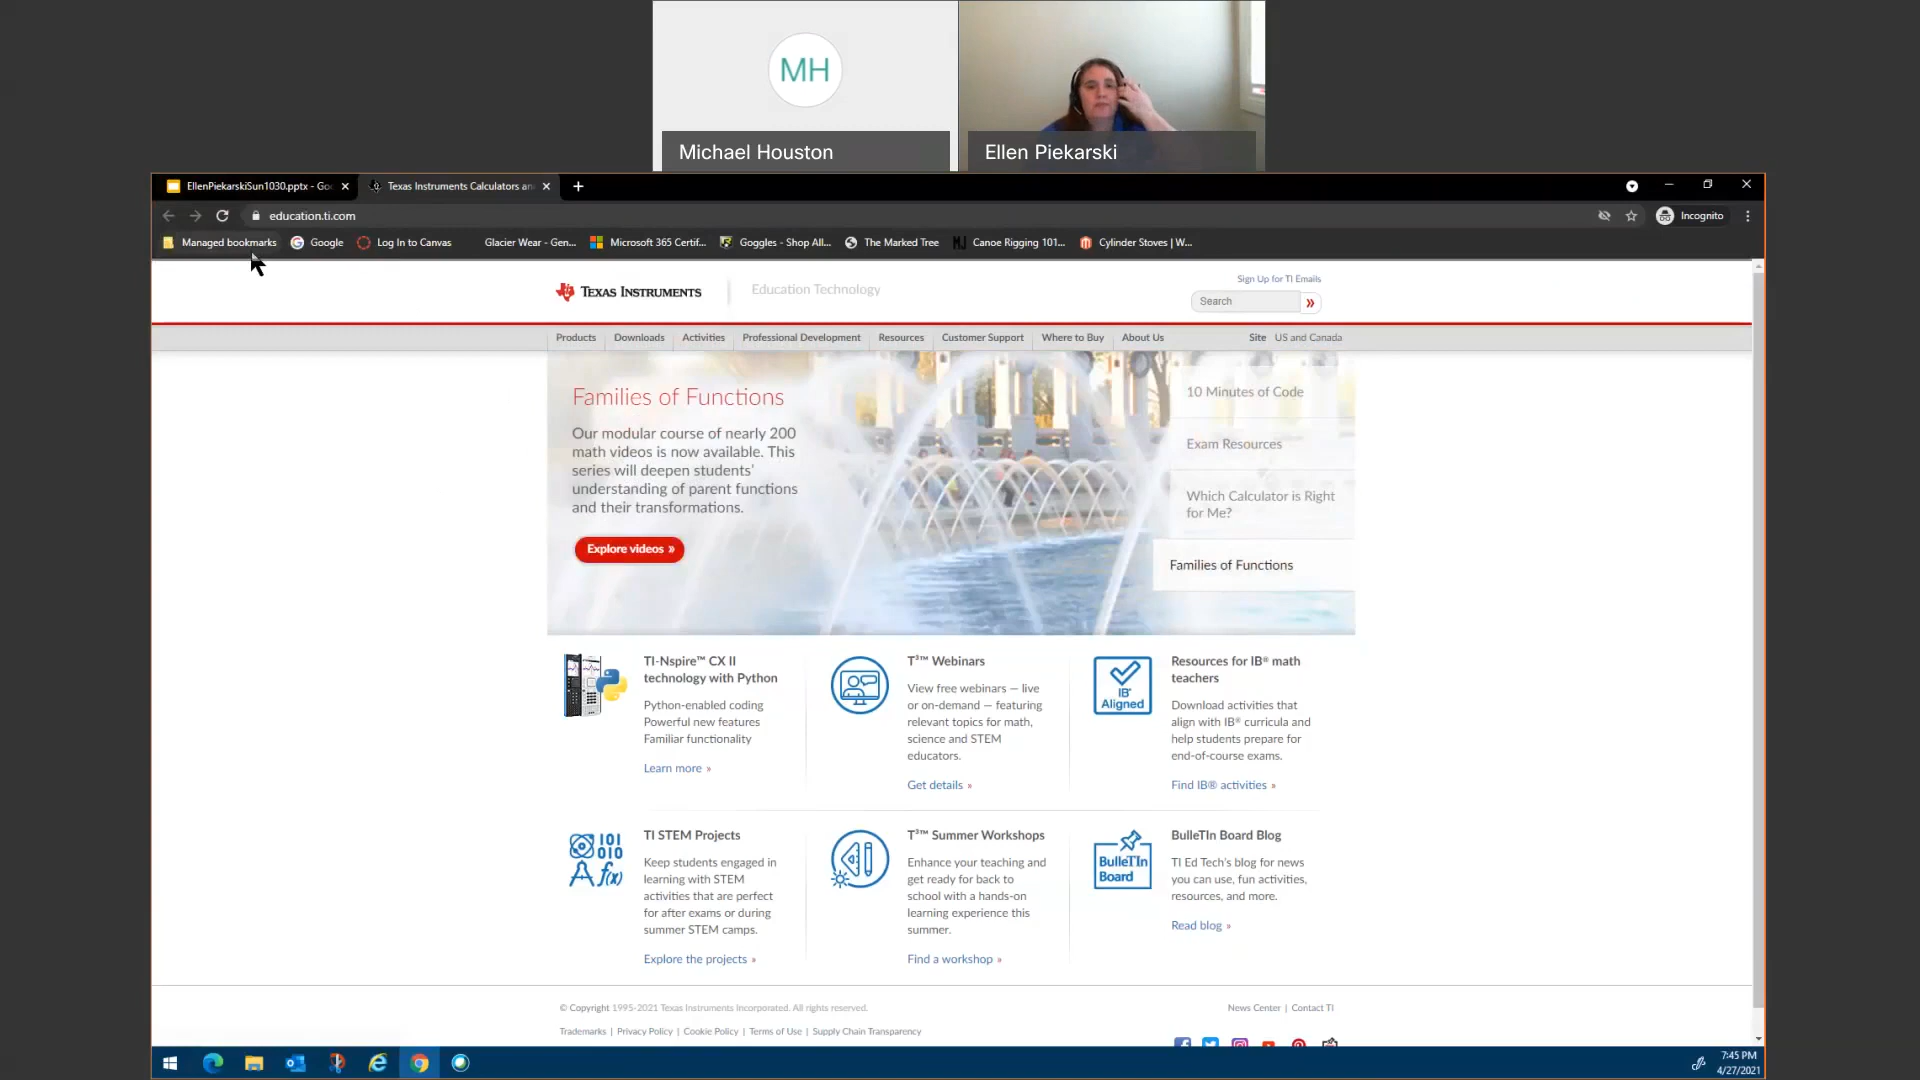 MH
Michael Houston
Ellen Piekarski
EllenPiekarskiSun1030.pptx - Goo
Texas Instruments Calculators an
education.ti.com
Incognito
Managed bookmarks
Google
Log In to Canvas
Glacier Wear - Gen...
Microsoft 365 Certif...
Goggles - Shop All...
The Marked Tree
Canoe Rigging 101...
Cylinder Stoves | W...
TEXAS INSTRUMENTS
Education Technology
Sign Up for TI Emails
Search
»
Products
Downloads
Activities
Professional Development
Resources
Customer Support
Where to Buy
About Us
Site US and Canada
Families of Functions
Our modular course of nearly 200
math videos is now available. This
series will deepen students'
understanding of parent functions
and their transformations.
Explore videos »
10 Minutes of Code
Exam Resources
Which Calculator is Right
for Me?
Families of Functions
TI-Nspire™ CX II
technology with Python
Python-enabled coding
Powerful new features
Familiar functionality
Learn more »
T³™ Webinars
View free webinars — live
or on-demand — featuring
relevant topics for math,
science and STEM
educators.
Get details »
IB®
Aligned
Resources for IB® math
teachers
Download activities that
align with IB® curricula and
help students prepare for
end-of-course exams.
Find IB® activities »
101
010
f(x)
TI STEM Projects
Keep students engaged in
learning with STEM
activities that are perfect
for after exams or during
summer STEM camps.
Explore the projects »
T³™ Summer Workshops
Enhance your teaching and
get ready for back to
school with a hands-on
learning experience this
summer.
Find a workshop »
BulleTIn
Board
BulleTIn Board Blog
TI Ed Tech's blog for news
you can use, fun activities,
resources, and more.
Read blog »
© Copyright 1995-2021 Texas Instruments Incorporated. All rights reserved.
News Center | Contact TI
Trademarks | Privacy Policy | Cookie Policy | Terms of Use | Supply Chain Transparency
7:45 PM
4/27/2021